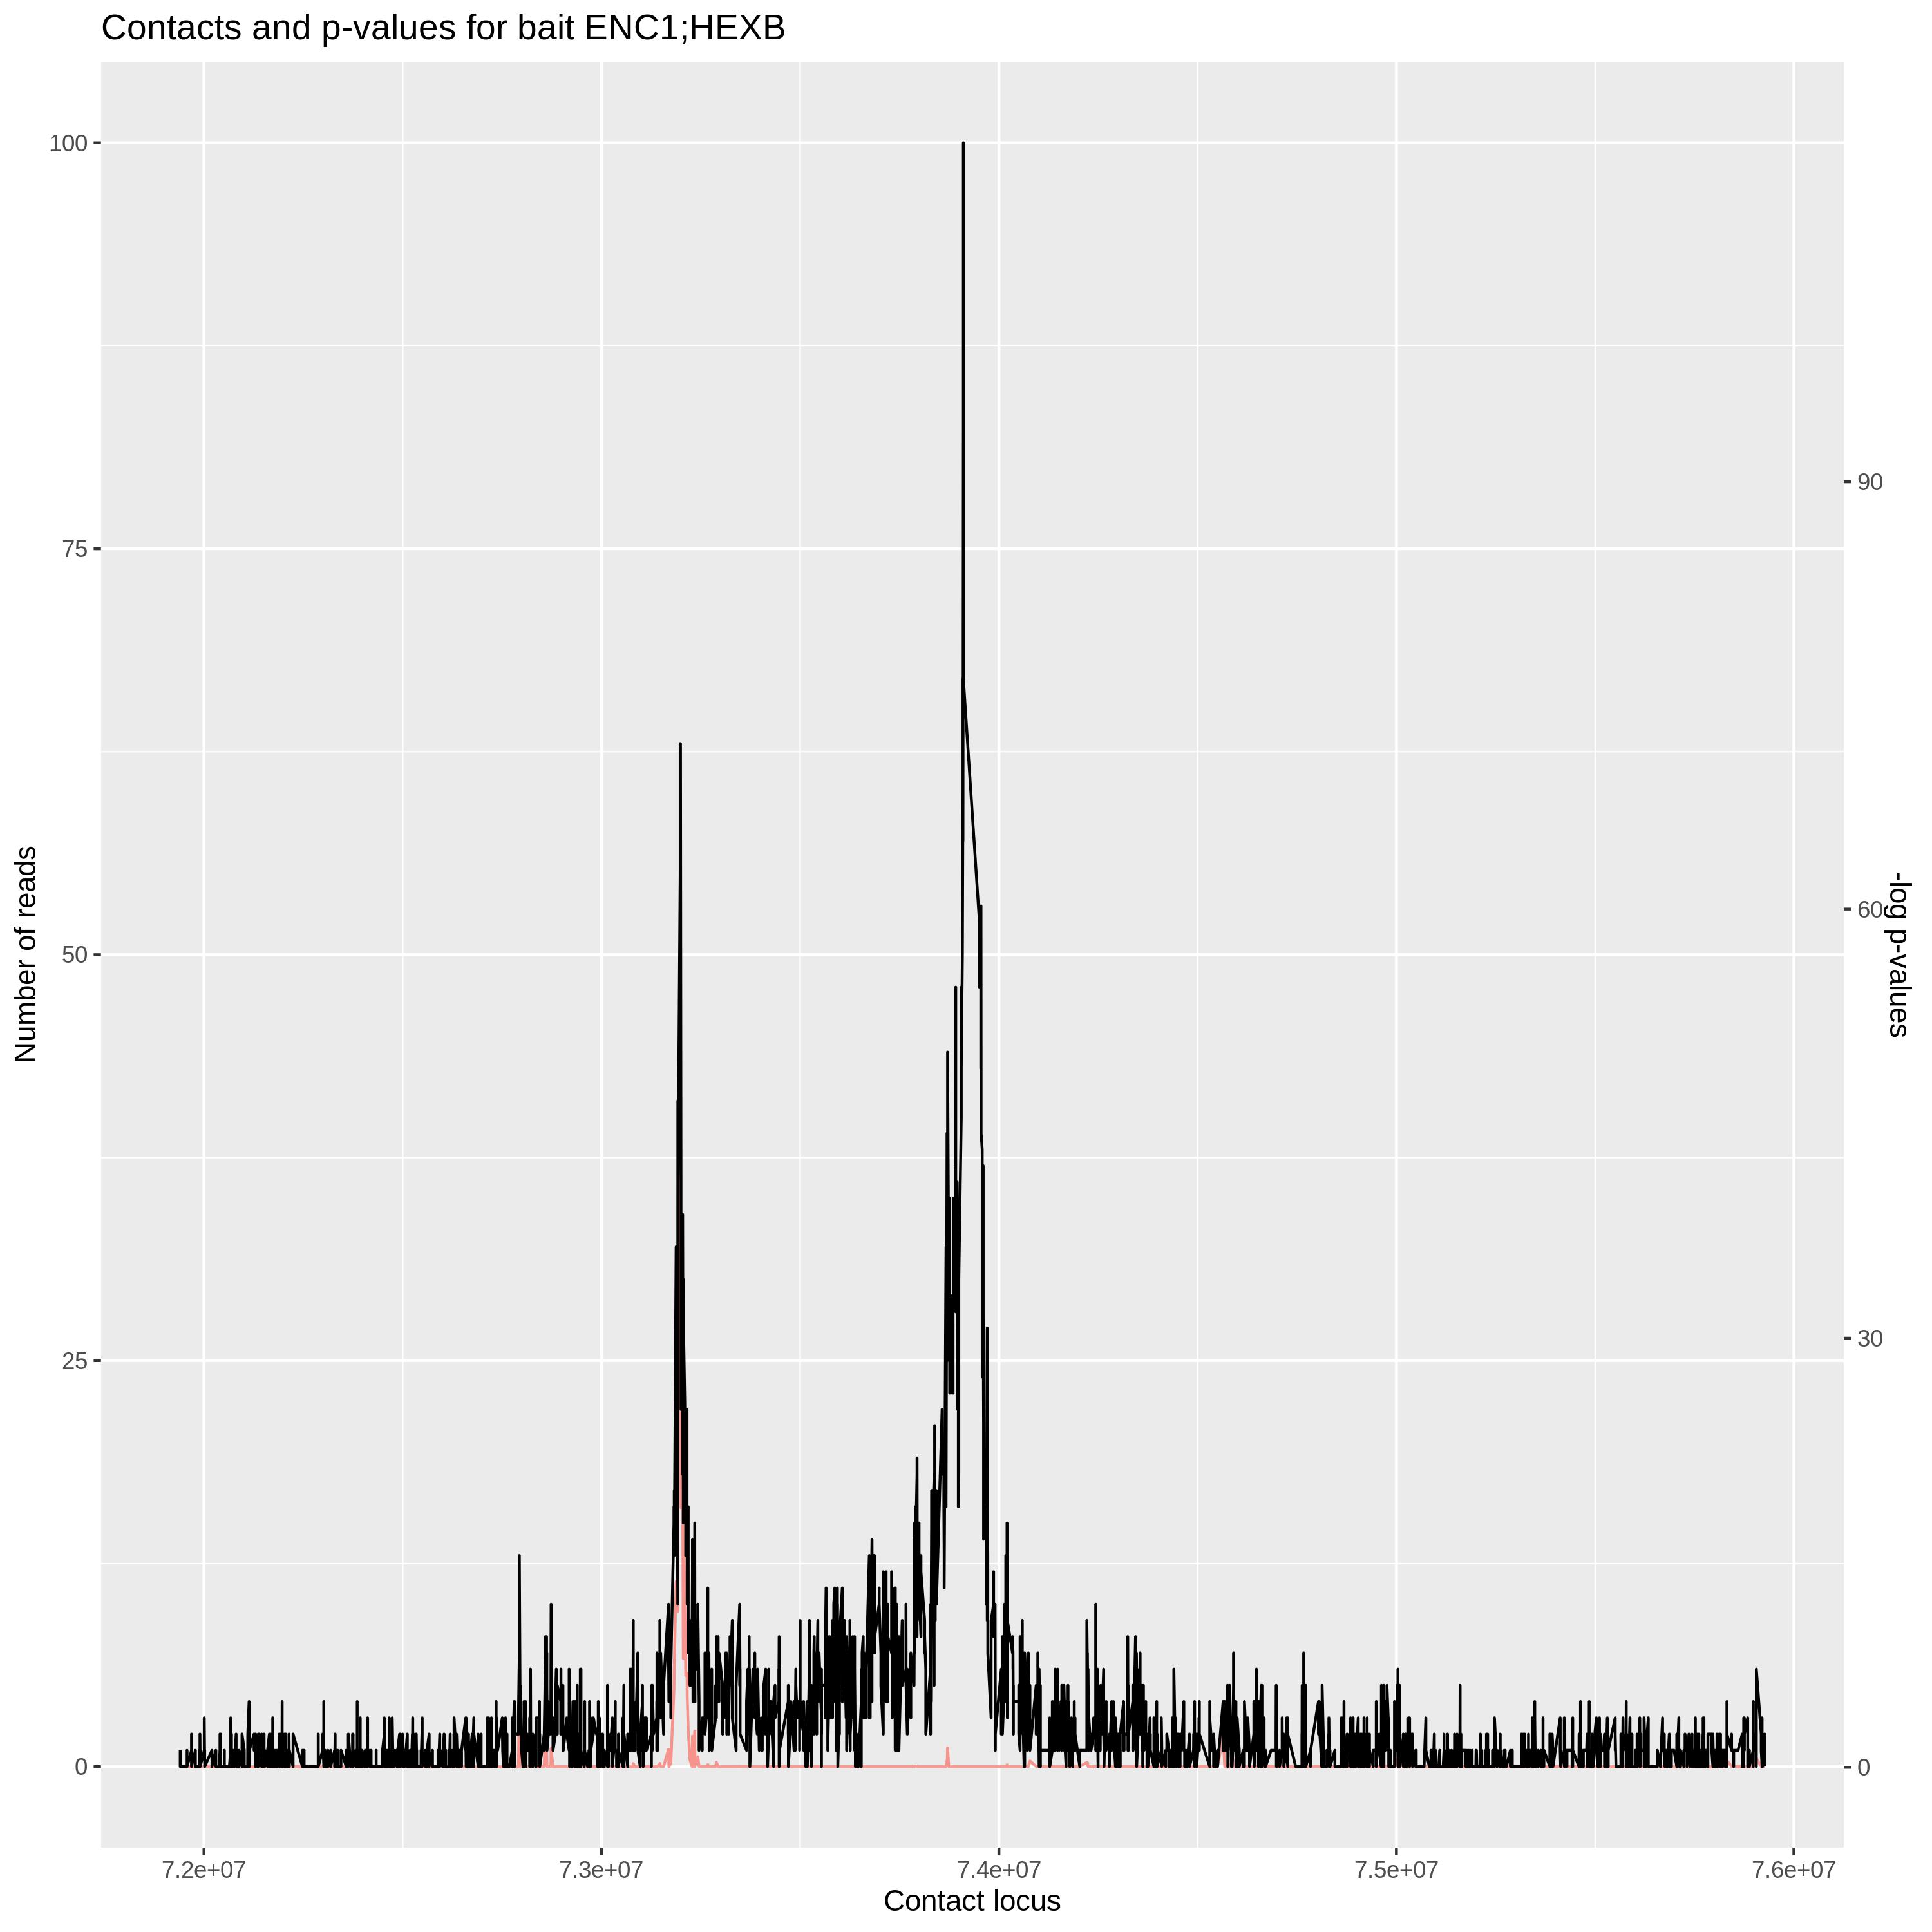 Contacts and p-values for bait ENC1;HEXB
100
75
50
25
0
Number of reads
90
60
30
0
-log p-values
7.2e+07
7.3e+07
7.4e+07
7.5e+07
7.6e+07
Contact locus